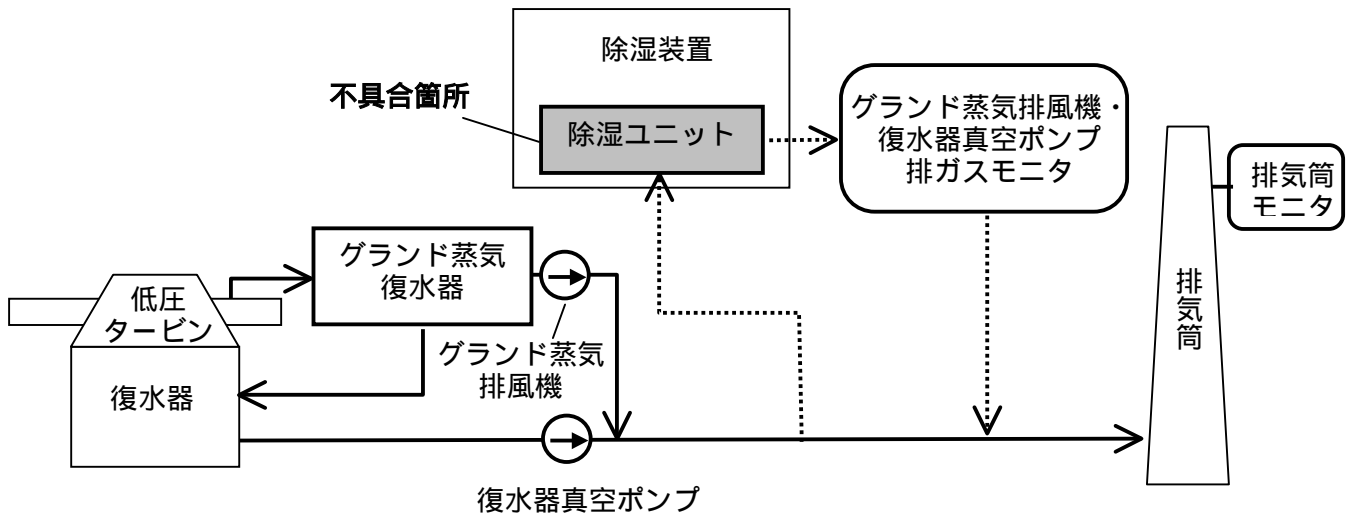 除湿装置
不具合箇所
除湿ユニット
グランド蒸気排風機・
復水器真空ポンプ
排ガスモニタ
排気筒
モニタ
グランド蒸気
復水器
低圧
タービン
グランド蒸気
排風機
復水器
排気筒
復水器真空ポンプ